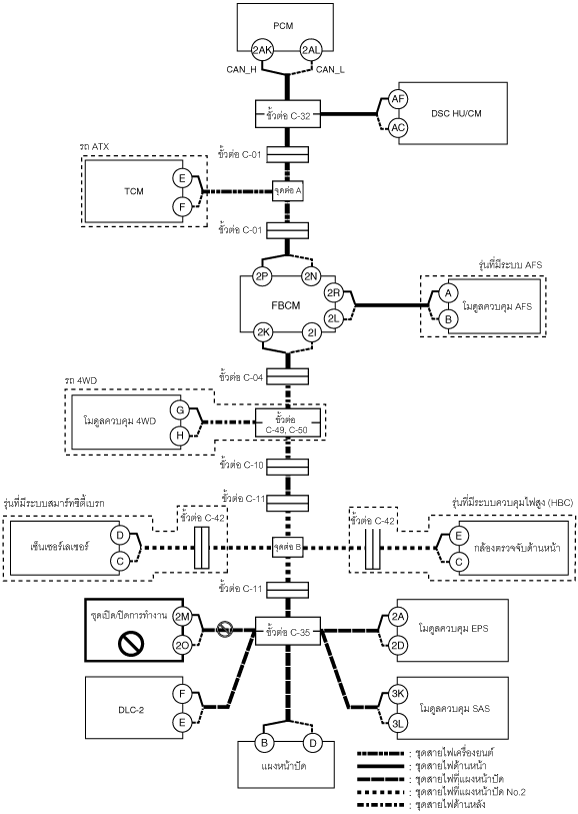 PCM
2AK 2AL
CAN_H CAN_L
ขั้วต่อ C-32
AF
AC
DSC HU/CM
ขั้วต่อ C-01
รถ ATX
TCM
E
F
จุดต่อ A
ขั้วต่อ C-01
2P 2N
FBCM
2R
2L
2K 2I
รุ่นที่มีระบบ AFS
A
B
โมดูลควบคุม AFS
ขั้วต่อ C-04
รถ 4WD
โมดูลควบคุม 4WD
G
H
ขั้วต่อ
C-49, C-50
ขั้วต่อ C-10
ขั้วต่อ C-11
รุ่นที่มีระบบสมาร์ทซิตี้เบรก
ขั้วต่อ C-42
เซ็นเซอร์เลเซอร์
D
C
จุดต่อ B
รุ่นที่มีระบบควบคุมไฟสูง (HBC)
ขั้วต่อ C-42
E
C
กล้องตรวจจับด้านหน้า
ขั้วต่อ C-11
ชุดเปิด/ปิดการทำงาน
2M
2O
ขั้วต่อ C-35
2A
2D
โมดูลควบคุม EPS
DLC-2
F
E
3K
3L
โมดูลควบคุม SAS
B D
แผงหน้าปัด
: ชุดสายไฟเครื่องยนต์
: ชุดสายไฟด้านหน้า
: ชุดสายไฟที่แผงหน้าปัด
: ชุดสายไฟที่แผงหน้าปัด No.2
: ชุดสายไฟด้านหลัง